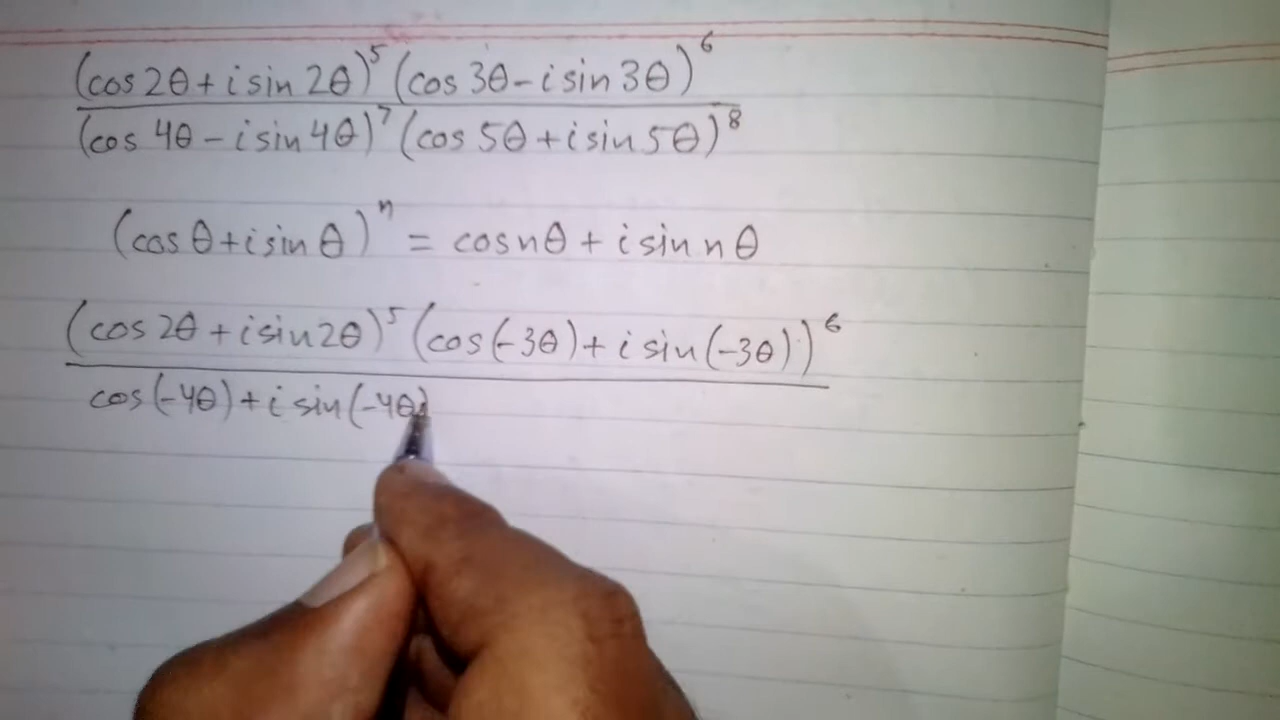 (cos 2θ + i sin 2θ)⁵ (cos 3θ - i sin 3θ)⁶
(cos 4θ - i sin 4θ)⁷ (cos 5θ + i sin 5θ)⁸
(cos θ + i sin θ)ⁿ = cos nθ + i sin nθ
(cos 2θ + i sin 2θ)⁵ (cos(-3θ) + i sin(-3θ))⁶
cos(-4θ) + i sin(-4θ)